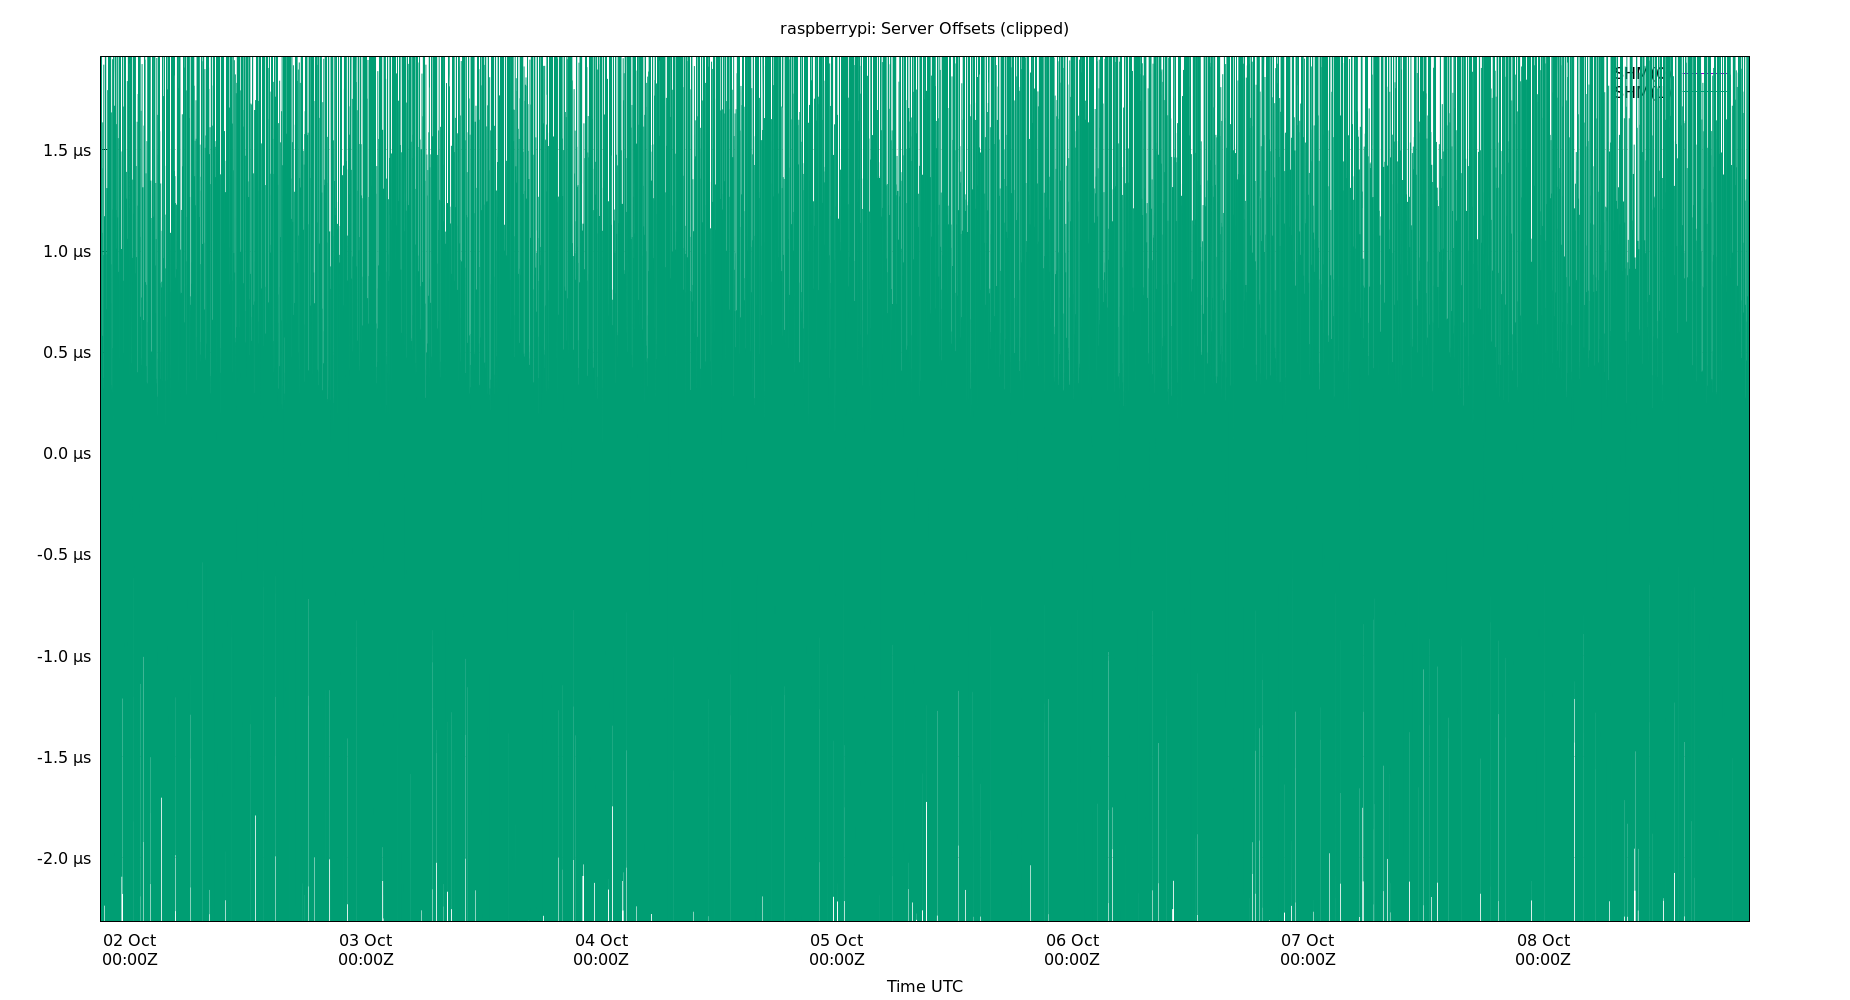 raspberrypi: Server Offsets (clipped)
1.5 µs
1.0 µs
0.5 µs
0.0 µs
-0.5 µs
-1.0 µs
-1.5 µs
-2.0 µs
02 Oct 03 Oct 04 Oct 05 Oct 06 Oct 07 Oct 08 Oct
00:00Z 00:00Z 00:00Z 00:00Z 00:00Z 00:00Z 00:00Z
Time UTC